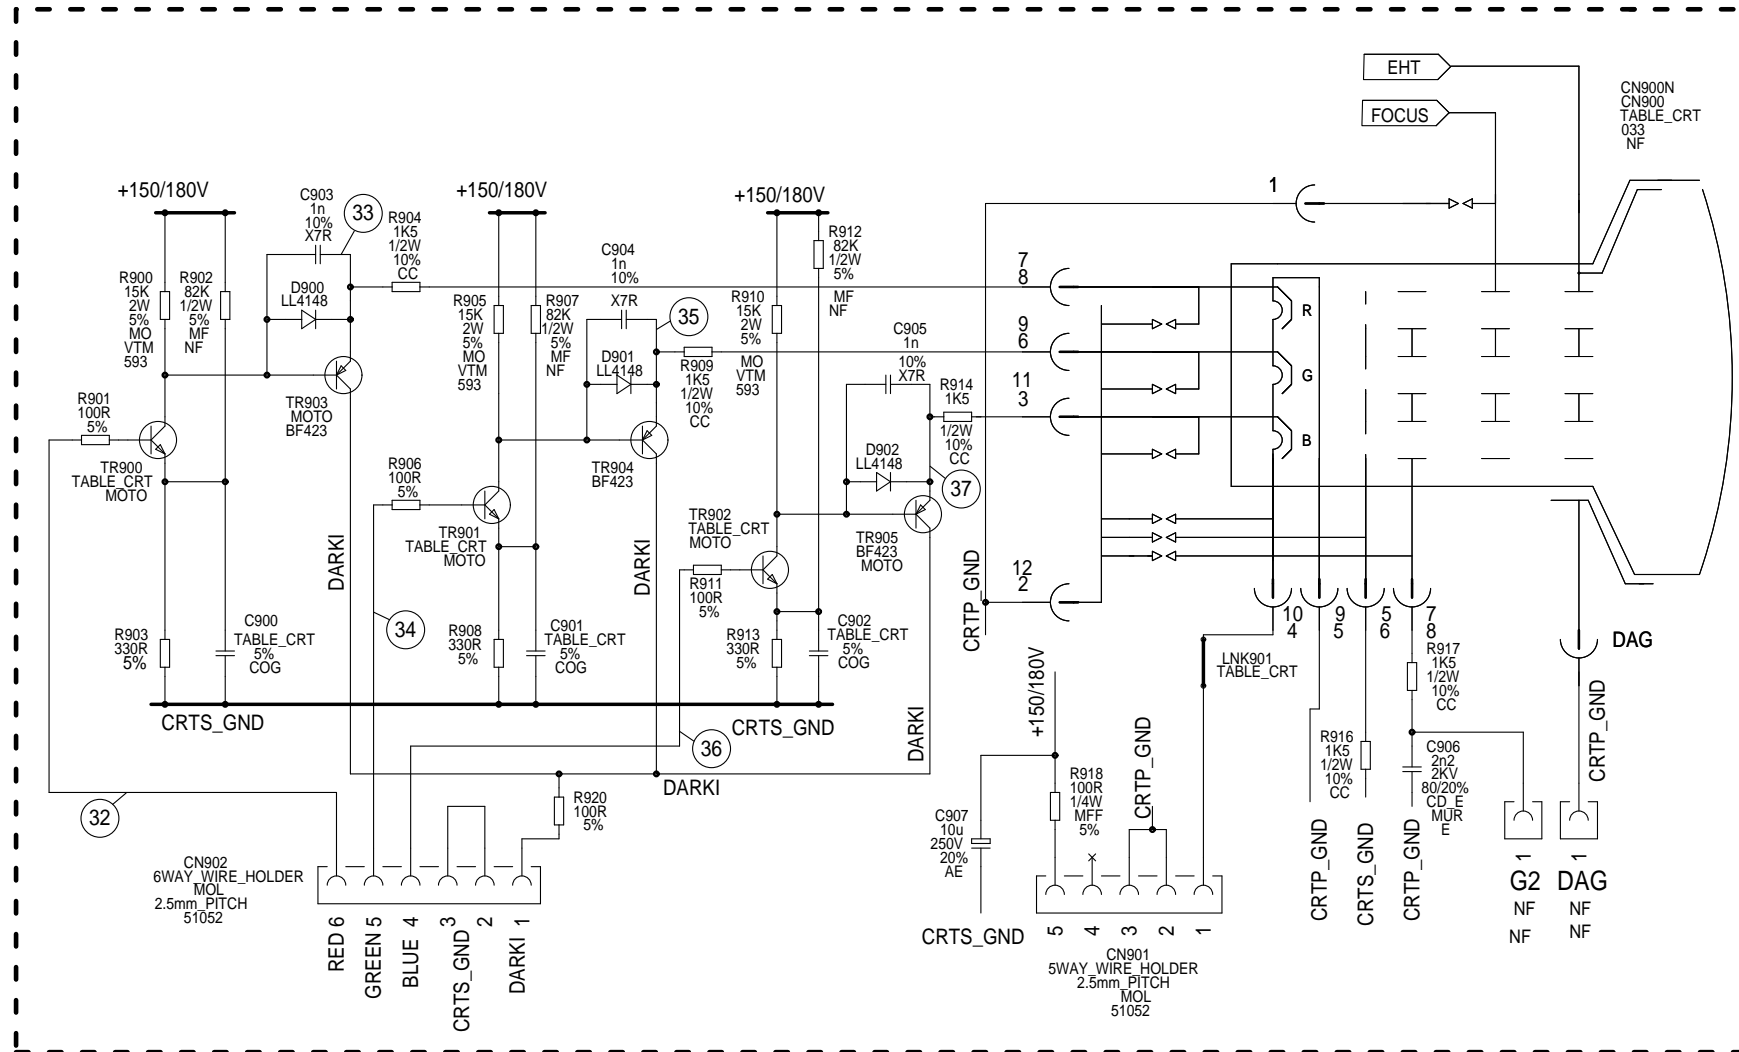 EHT
FOCUS
CN900N
CN900
TABLE_CRT
033
NF
+150/180V
C903
1n
10%
X7R
33
R904
1K5
1/2W
10%
CC
R900
15K
2W
5%
MO
VTM
593
R902
82K
1/2W
5%
MF
NF
D900
LL4148
TR903
MOTO
BF423
R901
100R
5%
TR900
TABLE_CRT
MOTO
DARKI
R903
330R
5%
C900
TABLE_CRT
5%
COG
CRTS_GND
+150/180V
C904
1n
10%
X7R
35
R905
15K
2W
5%
MO
VTM
593
R907
82K
1/2W
5%
MF
NF
D901
LL4148
R909
1K5
1/2W
10%
CC
TR904
BF423
R906
100R
5%
TR901
TABLE_CRT
MOTO
DARKI
34
R908
330R
5%
C901
TABLE_CRT
5%
COG
+150/180V
R912
82K
1/2W
5%
MF
NF
R910
15K
2W
5%
MO
VTM
593
C905
1n
10%
X7R
R914
1K5
1/2W
10%
CC
D902
LL4148
37
TR902
TABLE_CRT
MOTO
TR905
BF423
MOTO
R911
100R
5%
R913
330R
5%
C902
TABLE_CRT
5%
COG
CRTS_GND
36
DARKI
DARKI
32
R920
100R
5%
CN902
6WAY_WIRE_HOLDER
MOL
2.5mm_PITCH
51052
RED 6
GREEN 5
BLUE 4
CRTS_GND 3
2
DARKI 1
1
7
8
9
6
11
3
12
2
R
G
B
CRTP_GND
10
4
9
5
5
6
7
8
LNK901
TABLE_CRT
R917
1K5
1/2W
10%
CC
DAG
+150/180V
CRTP_GND
R916
1K5
1/2W
10%
CC
C906
2n2
2KV
80/20%
CD_E
MUR
E
CRTP_GND
R918
100R
1/4W
MFF
5%
C907
10u
250V
20%
AE
CRTS_GND
5
4
3
2
1
CN901
5WAY_WIRE_HOLDER
2.5mm_PITCH
MOL
51052
CRTP_GND
CRTS_GND
CRTP_GND
1
G2
NF
NF
1
DAG
NF
NF